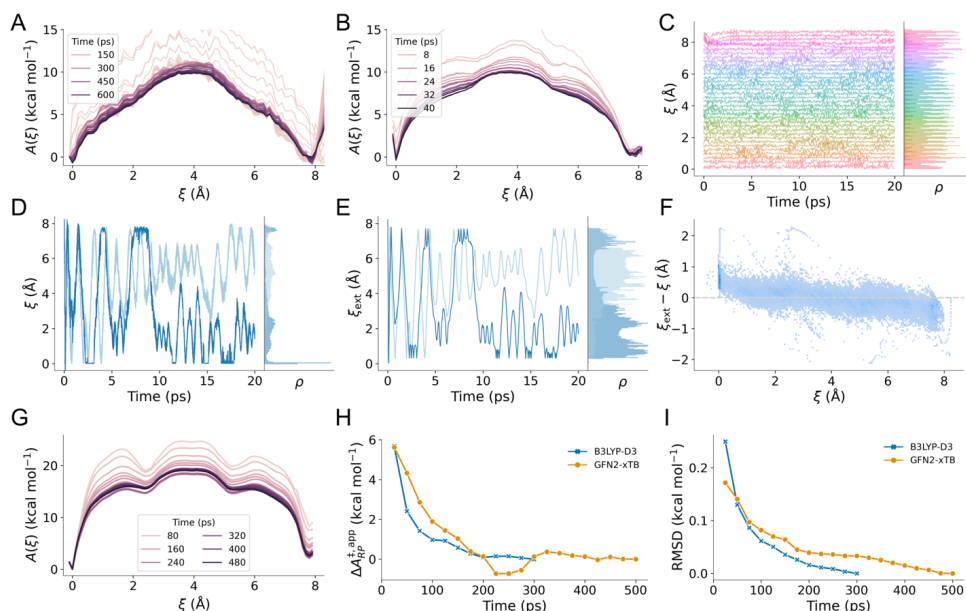 A
A(ξ) (kcal mol⁻¹)
15
10
5
0
Time (ps)
150
300
450
600
0 2 4 6 8
ξ (Å)
B
A(ξ) (kcal mol⁻¹)
15
10
5
0
Time (ps)
8
16
24
32
40
0 2 4 6 8
ξ (Å)
C
ξ (Å)
8
6
4
2
0
0 5 10 15 20
Time (ps)
ρ
D
ξ (Å)
8
6
4
2
0
0 5 10 15 20
Time (ps)
ρ
E
ξext (Å)
8
6
4
2
0
0 5 10 15 20
Time (ps)
ρ
F
ξext − ξ (Å)
2
1
0
−1
−2
0 2 4 6 8
ξ (Å)
G
A(ξ) (kcal mol⁻¹)
20
10
0
Time (ps)
80 320
160 400
240 480
0 2 4 6 8
ξ (Å)
H
ΔA‡,app RP (kcal mol⁻¹)
6
4
2
0
B3LYP-D3
GFN2-xTB
0 100 200 300 400 500
Time (ps)
I
RMSD (kcal mol⁻¹)
0.2
0.1
0.0
B3LYP-D3
GFN2-xTB
0 100 200 300 400 500
Time (ps)